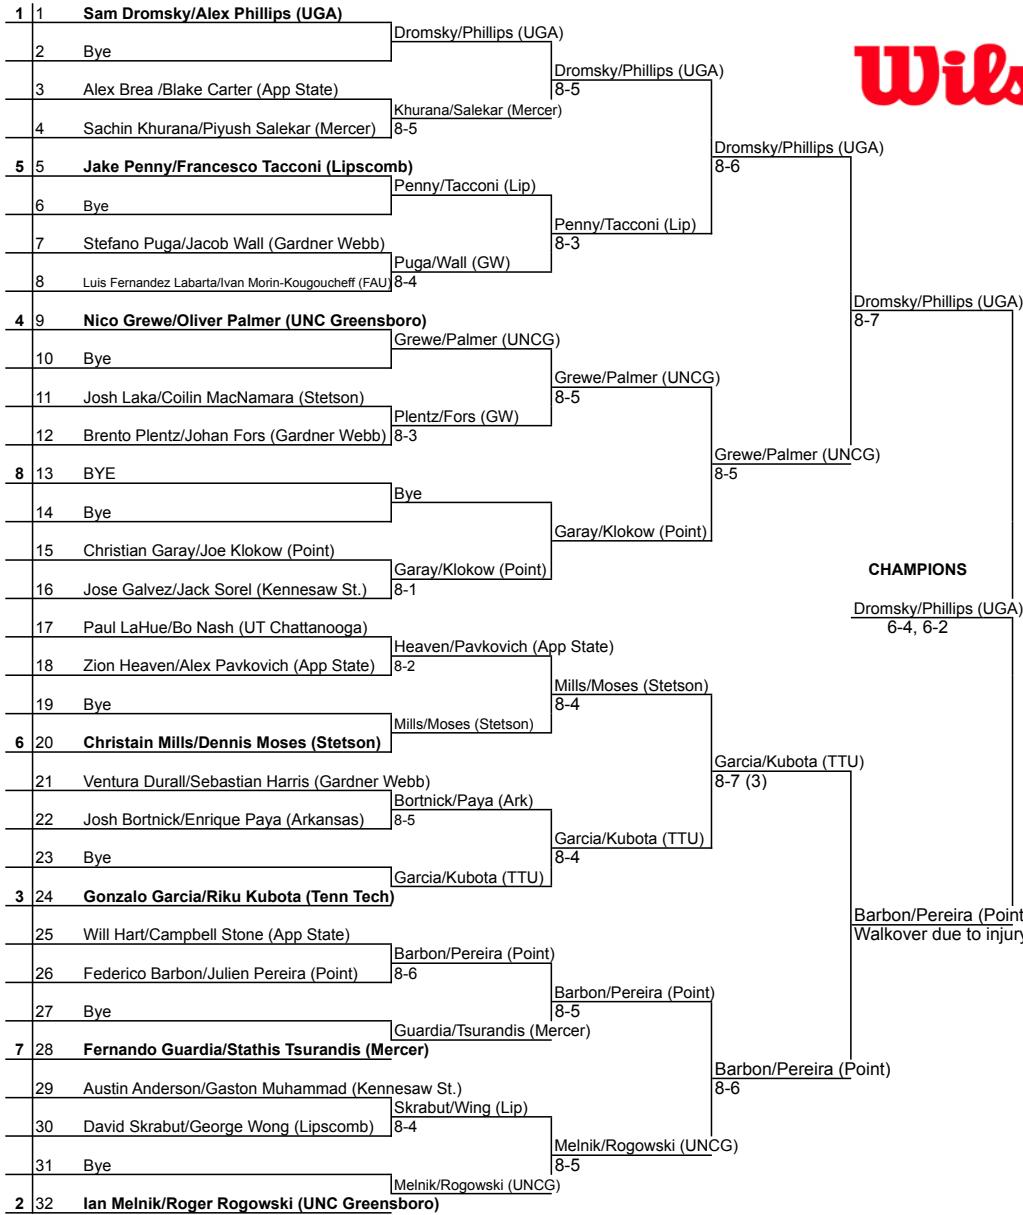 1 1 Sam Dromsky/Alex Phillips (UGA)
Dromsky/Phillips (UGA)
2 Bye
Dromsky/Phillips (UGA)
8-5
3 Alex Brea /Blake Carter (App State)
Khurana/Salekar (Mercer)
8-5
4 Sachin Khurana/Piyush Salekar (Mercer)
Dromsky/Phillips (UGA)
8-6
5 5 Jake Penny/Francesco Tacconi (Lipscomb)
Penny/Tacconi (Lip)
6 Bye
Penny/Tacconi (Lip)
8-3
7 Stefano Puga/Jacob Wall (Gardner Webb)
Puga/Wall (GW)
8-4
8 Luis Fernandez Labarta/Ivan Morin-Kougoucheff (FAU)
Dromsky/Phillips (UGA)
8-7
4 9 Nico Grewe/Oliver Palmer (UNC Greensboro)
Grewe/Palmer (UNCG)
10 Bye
Grewe/Palmer (UNCG)
8-5
11 Josh Laka/Coilin MacNamara (Stetson)
Plentz/Fors (GW)
8-3
12 Brento Plentz/Johan Fors (Gardner Webb)
Grewe/Palmer (UNCG)
8-5
8 13 BYE
Bye
14 Bye
Garay/Klokow (Point)
15 Christian Garay/Joe Klokow (Point)
Garay/Klokow (Point)
8-1
16 Jose Galvez/Jack Sorel (Kennesaw St.)
CHAMPIONS
Dromsky/Phillips (UGA)
6-4, 6-2
17 Paul LaHue/Bo Nash (UT Chattanooga)
Heaven/Pavkovich (App State)
8-2
18 Zion Heaven/Alex Pavkovich (App State)
Mills/Moses (Stetson)
8-4
19 Bye
Mills/Moses (Stetson)
6 20 Christain Mills/Dennis Moses (Stetson)
Garcia/Kubota (TTU)
8-7 (3)
21 Ventura Durall/Sebastian Harris (Gardner Webb)
Bortnick/Paya (Ark)
8-5
22 Josh Bortnick/Enrique Paya (Arkansas)
Garcia/Kubota (TTU)
8-4
23 Bye
Garcia/Kubota (TTU)
3 24 Gonzalo Garcia/Riku Kubota (Tenn Tech)
Barbon/Pereira (Point
Walkover due to injury
25 Will Hart/Campbell Stone (App State)
Barbon/Pereira (Point)
8-6
26 Federico Barbon/Julien Pereira (Point)
Barbon/Pereira (Point)
8-5
27 Bye
Guardia/Tsurandis (Mercer)
7 28 Fernando Guardia/Stathis Tsurandis (Mercer)
Barbon/Pereira (Point)
8-6
29 Austin Anderson/Gaston Muhammad (Kennesaw St.)
Skrabut/Wing (Lip)
8-4
30 David Skrabut/George Wong (Lipscomb)
Melnik/Rogowski (UNCG)
8-5
31 Bye
Melnik/Rogowski (UNCG)
2 32 Ian Melnik/Roger Rogowski (UNC Greensboro)